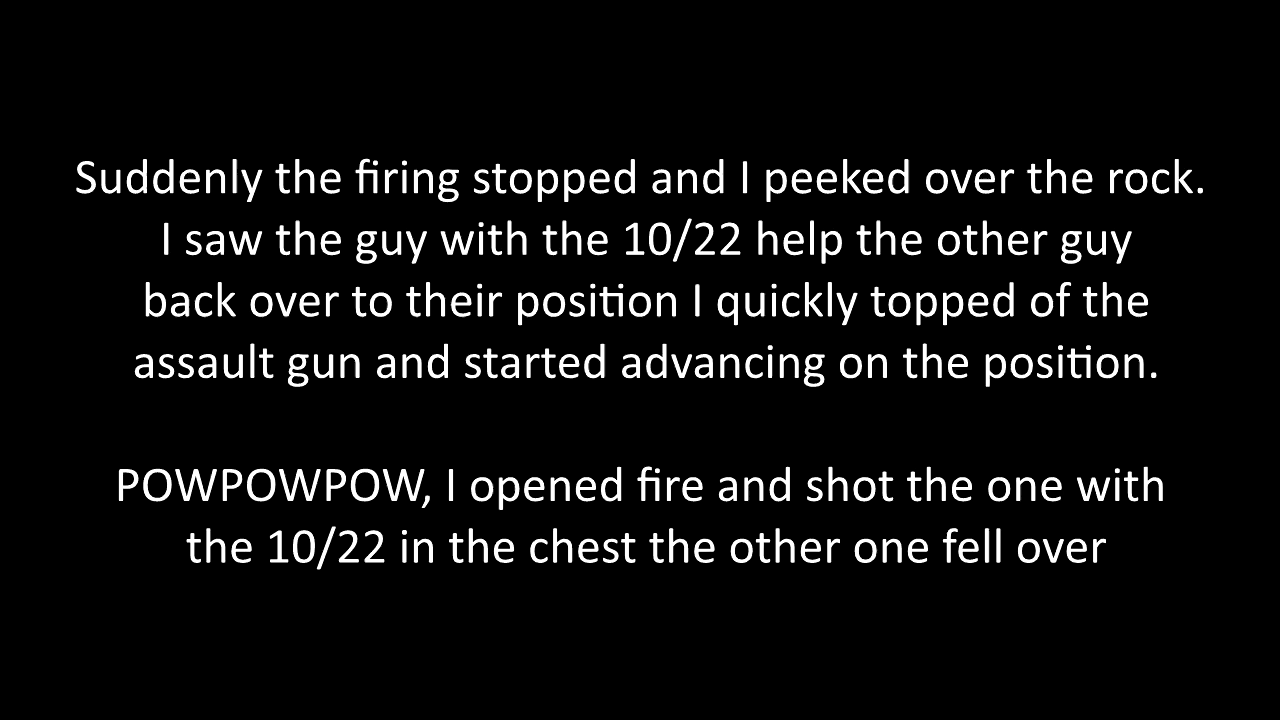 Suddenly the firing stopped and I peeked over the rock.
I saw the guy with the 10/22 help the other guy
back over to their position I quickly topped of the
assault gun and started advancing on the position.
POWPOWPOW, I opened fire and shot the one with
the 10/22 in the chest the other one fell over